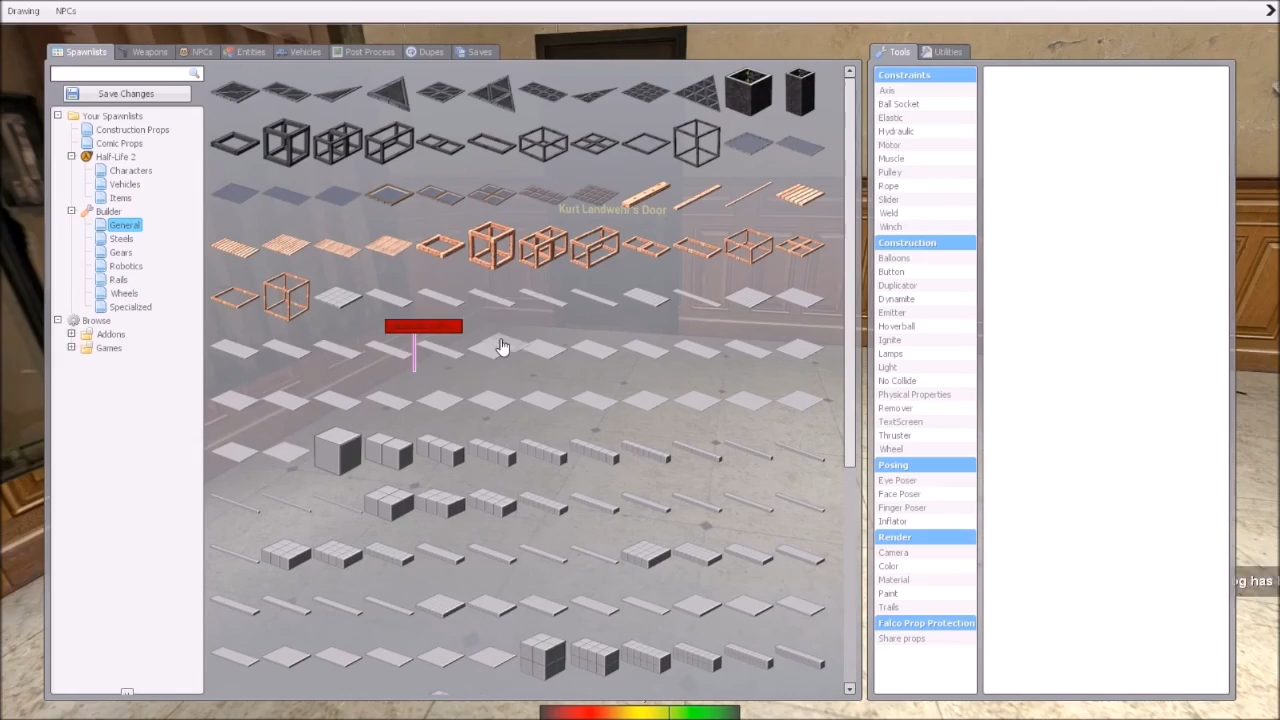 Drawing NPCs
Spawnlists Weapons NPCs Entities Vehicles Post Process Dupes Saves
Save Changes
Your Spawnlists
Construction Props
Comic Props
Half-Life 2
Characters
Vehicles
Items
Builder
General
Steels
Gears
Robotics
Rails
Wheels
Specialized
Browse
Addons
Games
Kurt Landwehr's Door
Tools Utilities
Constraints
Axis
Ball Socket
Elastic
Hydraulic
Motor
Muscle
Pulley
Rope
Slider
Weld
Winch
Construction
Balloons
Button
Duplicator
Dynamite
Emitter
Hoverball
Ignite
Lamps
Light
No Collide
Physical Properties
Remover
TextScreen
Thruster
Wheel
Posing
Eye Poser
Face Poser
Finger Poser
Inflator
Render
Camera
Color
Material
Paint
Trails
Falco Prop Protection
Share props
og has